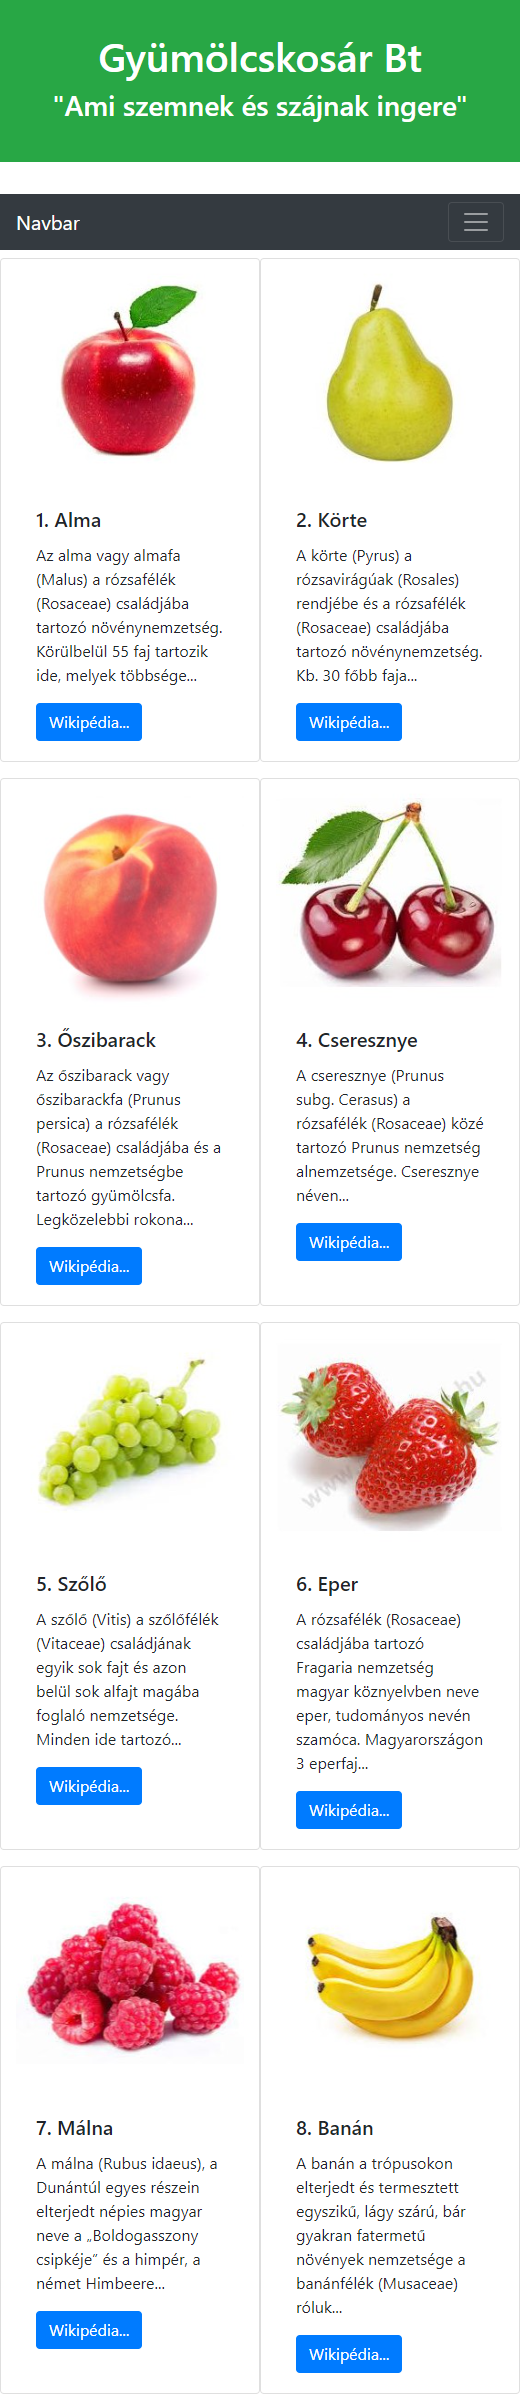 Gyümölcskosár Bt
"Ami szemnek és szájnak ingere"
Navbar
1. Alma
Az alma vagy almafa
(Malus) a rózsafélék
(Rosaceae) családjába
tartozó növénynemzetség.
Körülbelül 55 faj tartozik
ide, melyek többsége...
Wikipédia...
2. Körte
A körte (Pyrus) a
rózsavirágúak (Rosales)
rendjébe és a rózsafélék
(Rosaceae) családjába
tartozó növénynemzetség.
Kb. 30 főbb faja...
Wikipédia...
3. Őszibarack
Az őszibarack vagy
őszibarackfa (Prunus
persica) a rózsafélék
(Rosaceae) családjába és a
Prunus nemzetségbe
tartozó gyümölcsfa.
Legközelebbi rokona...
Wikipédia...
4. Cseresznye
A cseresznye (Prunus
subg. Cerasus) a
rózsafélék (Rosaceae) közé
tartozó Prunus nemzetség
alnemzetsége. Cseresznye
néven...
Wikipédia...
5. Szőlő
A szőlő (Vitis) a szőlőfélék
(Vitaceae) családjának
egyik sok fajt és azon
belül sok alfajt magába
foglaló nemzetsége.
Minden ide tartozó...
Wikipédia...
6. Eper
A rózsafélék (Rosaceae)
családjába tartozó
Fragaria nemzetség
magyar köznyelvben neve
eper, tudományos nevén
szamóca. Magyarországon
3 eperfaj...
Wikipédia...
7. Málna
A málna (Rubus idaeus), a
Dunántúl egyes részein
elterjedt népies magyar
neve a „Boldogasszony
csipkéje” és a himpér, a
német Himbeere...
Wikipédia...
8. Banán
A banán a trópusokon
elterjedt és termesztett
egyszikű, lágy szárú, bár
gyakran fatermetű
növények nemzetsége a
banánfélék (Musaceae)
róluk...
Wikipédia...